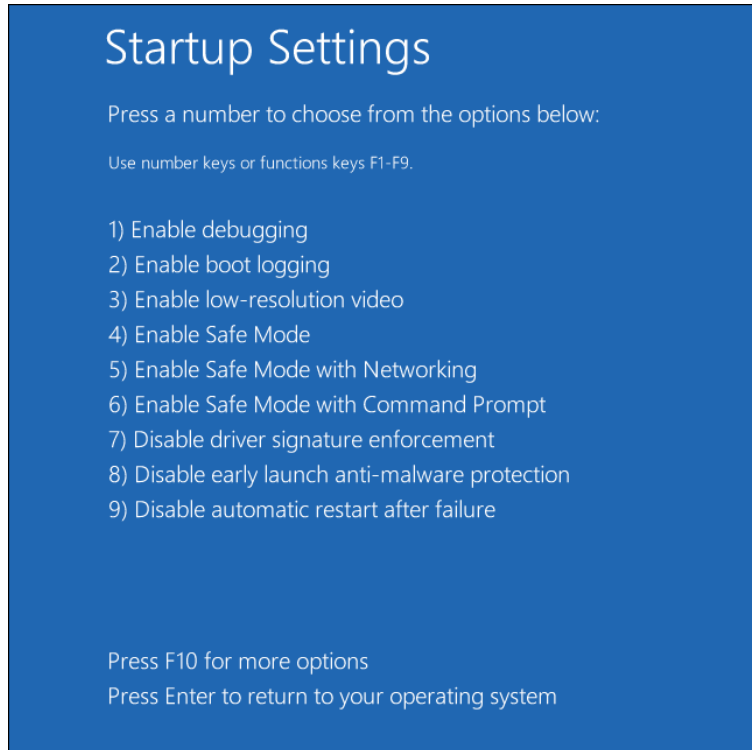 Startup Settings
Press a number to choose from the options below:
Use number keys or functions keys F1-F9.
1) Enable debugging
2) Enable boot logging
3) Enable low-resolution video
4) Enable Safe Mode
5) Enable Safe Mode with Networking
6) Enable Safe Mode with Command Prompt
7) Disable driver signature enforcement
8) Disable early launch anti-malware protection
9) Disable automatic restart after failure
Press F10 for more options
Press Enter to return to your operating system